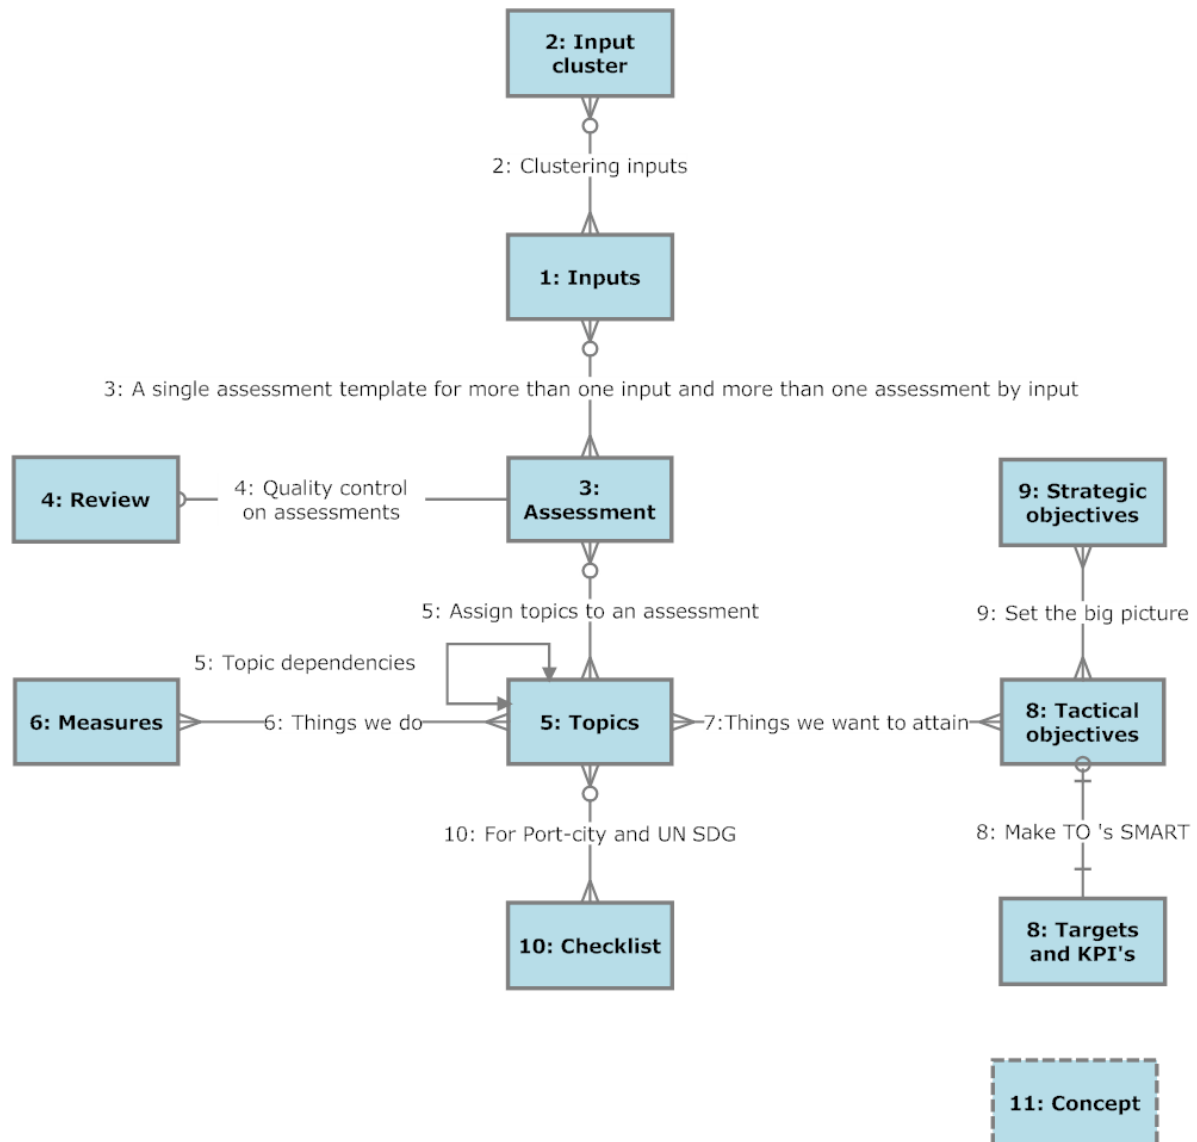 2: Input
cluster
2: Clustering inputs
1: Inputs
3: A single assessment template for more than one input and more than one assessment by input
4: Review
4: Quality control
on assessments
3:
Assessment
9: Strategic
objectives
5: Assign topics to an assessment
9: Set the big picture
5: Topic dependencies
6: Measures
6: Things we do
5: Topics
7:Things we want to attain
8: Tactical
objectives
10: For Port-city and UN SDG
8: Make TO 's SMART
10: Checklist
8: Targets
and KPI's
11: Concept